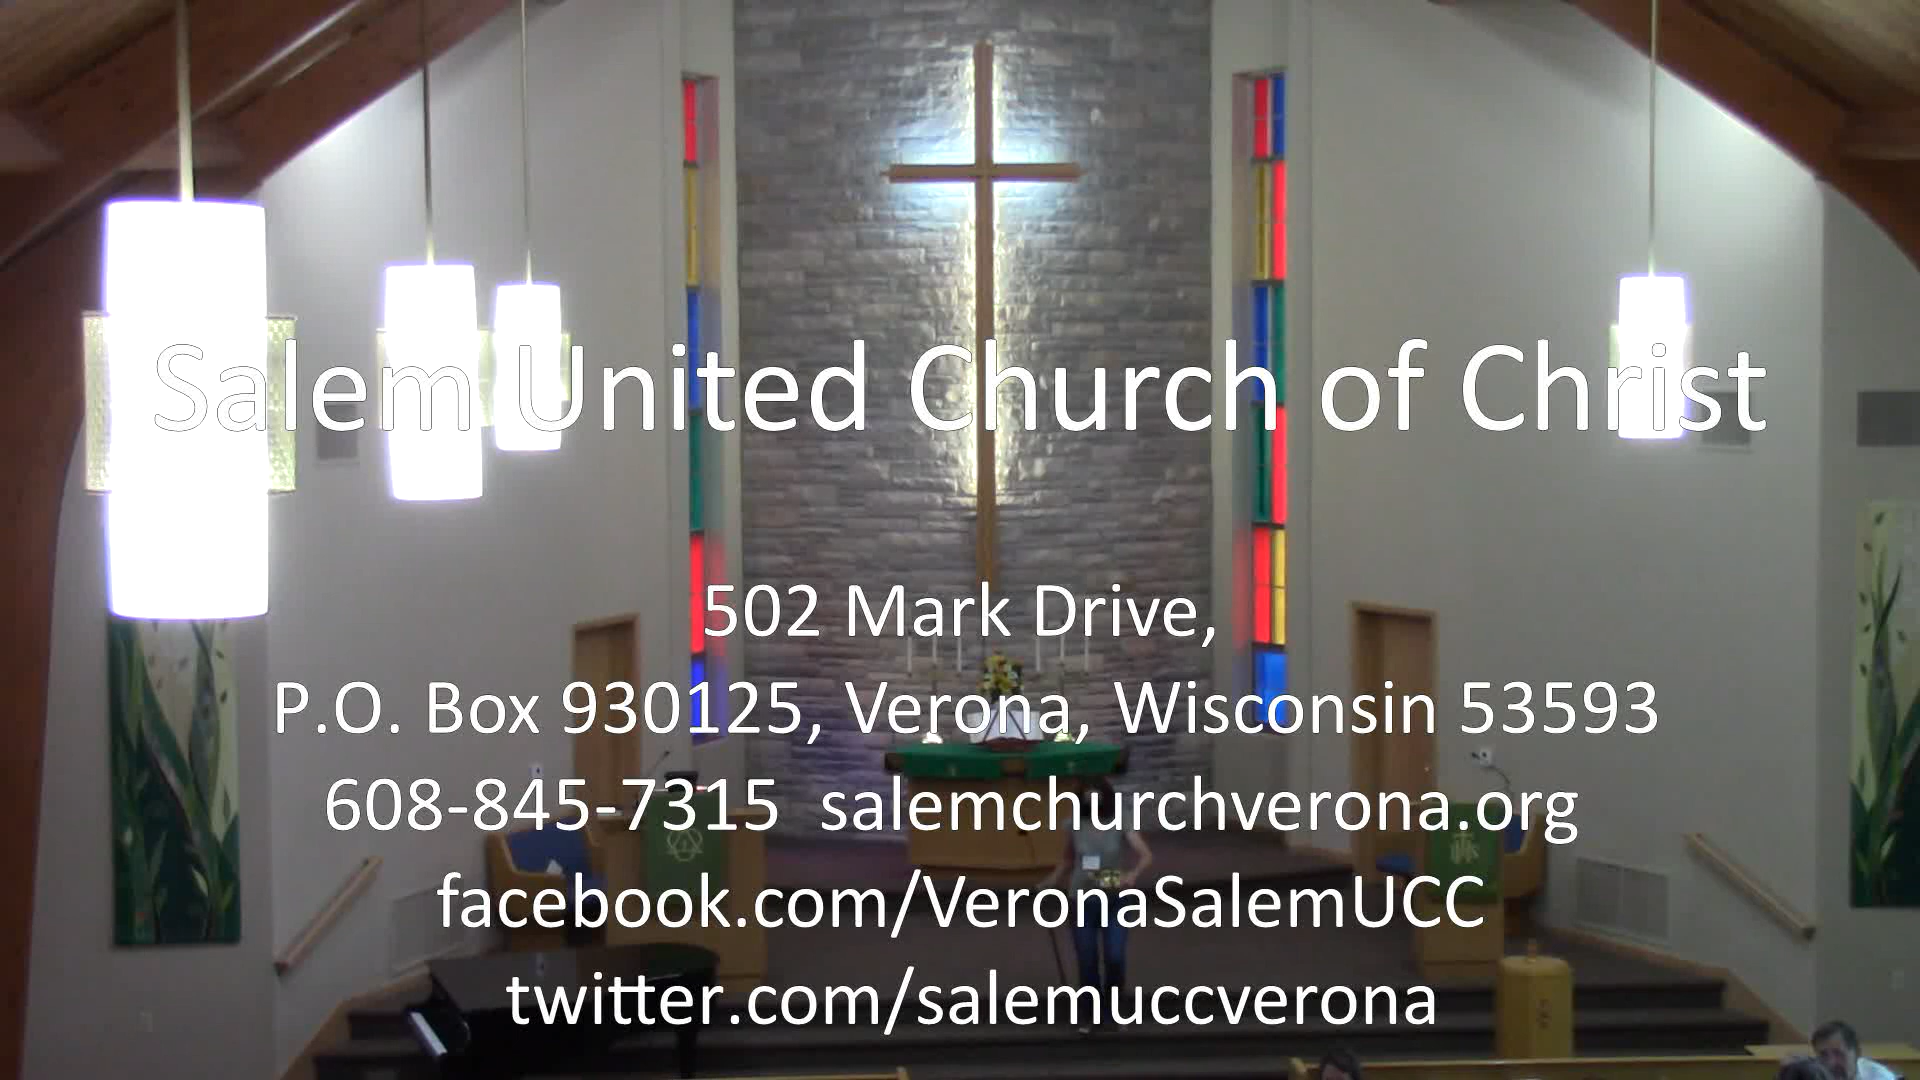 Salem United Church of Christ
502 Mark Drive,
P.O. Box 930125, Verona, Wisconsin 53593
608-845-7315 salemchurchverona.org
facebook.com/VeronaSalemUCC
twitter.com/salemuccverona